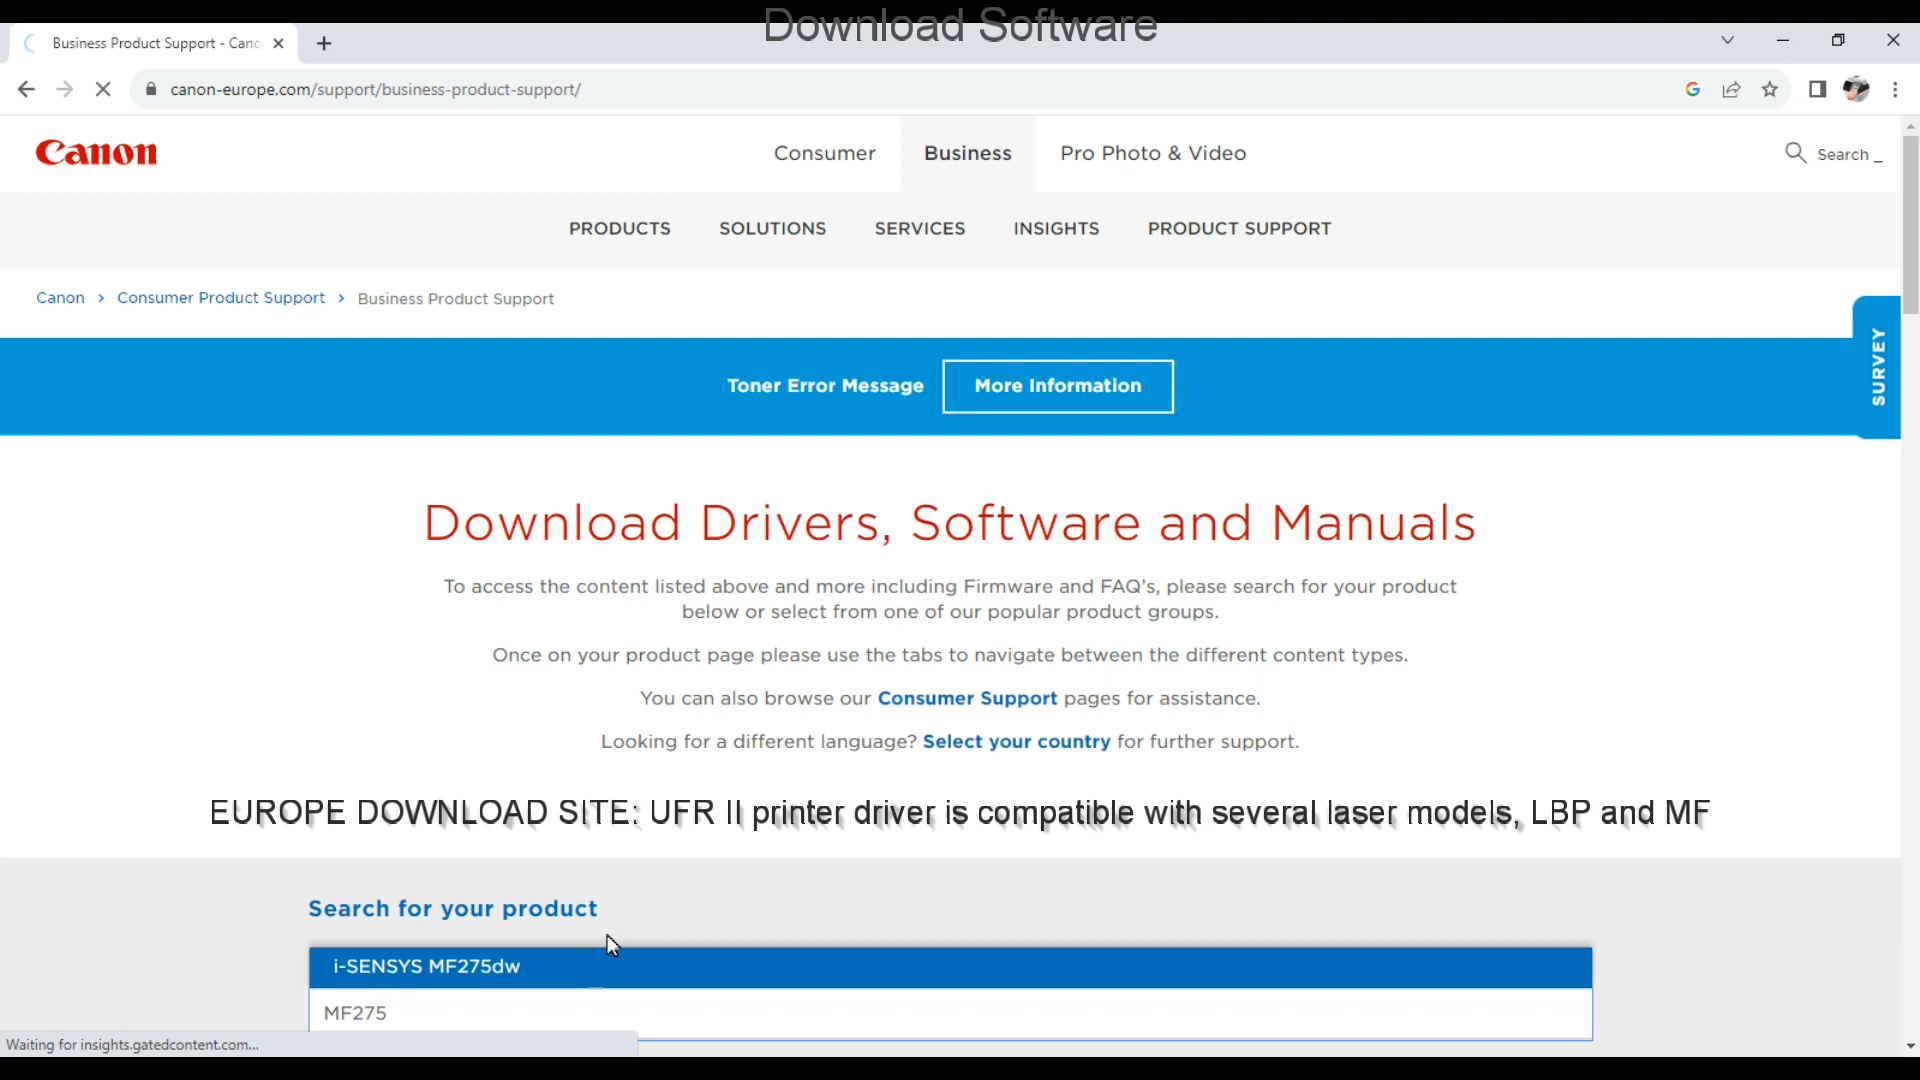 Download Software
Business Product Support - Cano
canon-europe.com/support/business-product-support/
Canon
Consumer
Business
Pro Photo & Video
Search _
PRODUCTS
SOLUTIONS
SERVICES
INSIGHTS
PRODUCT SUPPORT
Canon > Consumer Product Support > Business Product Support
Toner Error Message
More Information
SURVEY
Download Drivers, Software and Manuals
To access the content listed above and more including Firmware and FAQ's, please search for your product
below or select from one of our popular product groups.
Once on your product page please use the tabs to navigate between the different content types.
You can also browse our Consumer Support pages for assistance.
Looking for a different language? Select your country for further support.
EUROPE DOWNLOAD SITE: UFR II printer driver is compatible with several laser models, LBP and MF
Search for your product
i-SENSYS MF275dw
MF275
Waiting for insights.gatedcontent.com...